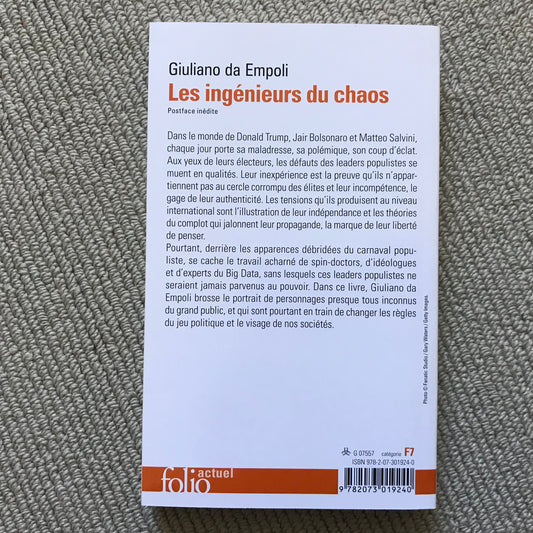 Giuliano da Empoli
Les ingénieurs du chaos
Postface inédite
Dans le monde de Donald Trump, Jair Bolsonaro et Matteo Salvini,
chaque jour porte sa maladresse, sa polémique, son coup d'éclat.
Aux yeux de leurs électeurs, les défauts des leaders populistes se
muent en qualités. Leur inexpérience est la preuve qu'ils n'appar-
tiennent pas au cercle corrompu des élites et leur incompétence, le
gage de leur authenticité. Les tensions qu'ils produisent au niveau
international sont l'illustration de leur indépendance et les théories
du complot qui jalonnent leur propagande, la marque de leur liberté
de penser.
Pourtant, derrière les apparences débridées du carnaval popu-
liste, se cache le travail acharné de spin-doctors, d'idéologues
et d'experts du Big Data, sans lesquels ces leaders populistes ne
seraient jamais parvenus au pouvoir. Dans ce livre, Giuliano da
Empoli brosse le portrait de personnages presque tous inconnus
du grand public, et qui sont pourtant en train de changer les règles
du jeu politique et le visage de nos sociétés.
Photo © Fanatic Studio / Gary Waters / Getty Images.
G 07557 catégorie F7
ISBN 978-2-07-301924-0
9 782073 019240
folio actuel